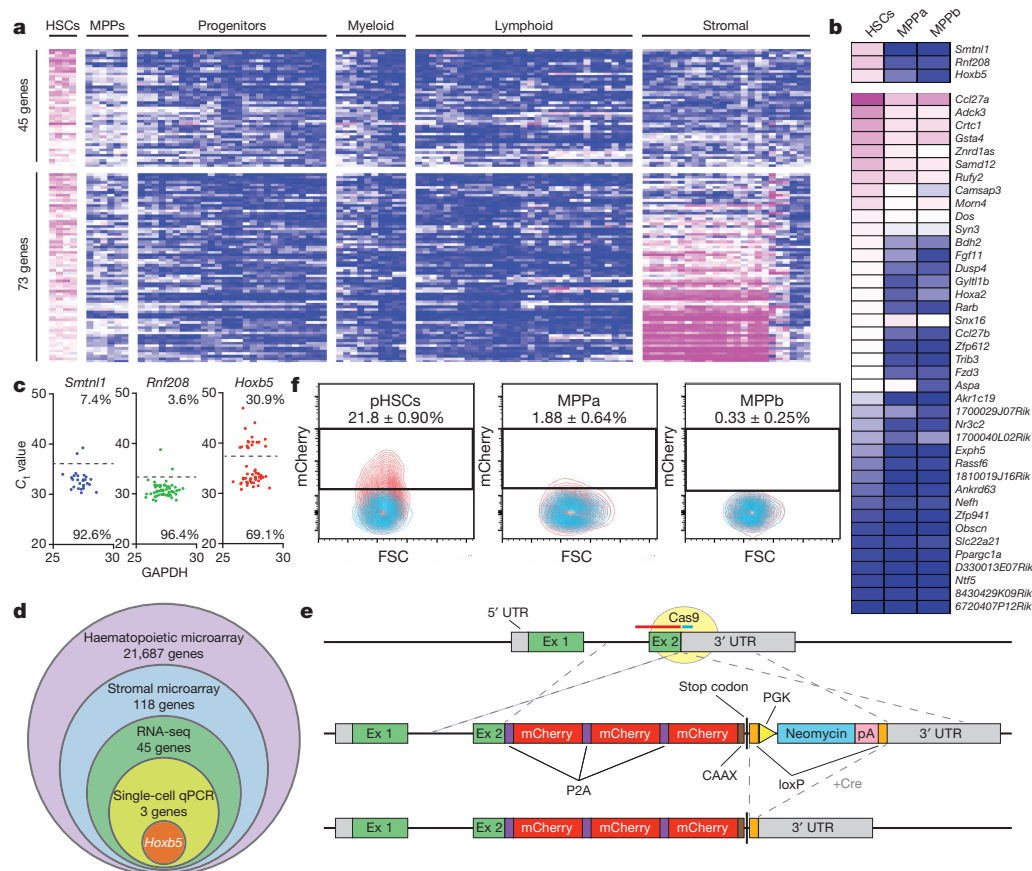 a
HSCs MPPs Progenitors Myeloid Lymphoid Stromal
45 genes
73 genes
b
HSCs
MPPa
MPPb
Smtnl1
Rnf208
Hoxb5
Ccl27a
Adck3
Crtc1
Gsta4
Znrd1as
Samd12
Rufy2
Camsap3
Morn4
Dos
Syn3
Bdh2
Fgf11
Dusp4
Gyltl1b
Hoxa2
Rarb
Snx16
Ccl27b
Zfp612
Trib3
Fzd3
Aspa
Akr1c19
1700029J07Rik
Nr3c2
1700040L02Rik
Exph5
Rassf6
1810019J16Rik
Ankrd63
Nefh
Zfp941
Obscn
Slc22a21
Ppargc1a
D330013E07Rik
Ntf5
8430429K09Rik
6720407P12Rik
c
Smtnl1 Rnf208 Hoxb5
7.4% 3.6% 30.9%
Ct value
50 50 50
40 40 40
30 30 30
20 20 20
92.6% 96.4% 69.1%
25 30 25 30 25 30
GAPDH
f
pHSCs
21.8 ± 0.90%
MPPa
1.88 ± 0.64%
MPPb
0.33 ± 0.25%
mCherry mCherry mCherry
FSC FSC FSC
d
Haematopoietic microarray
21,687 genes
Stromal microarray
118 genes
RNA-seq
45 genes
Single-cell qPCR
3 genes
Hoxb5
e
Cas9
5′ UTR
Ex 1 Ex 2 3′ UTR
Stop codon
PGK
Ex 1 Ex 2 mCherry mCherry mCherry Neomycin pA 3′ UTR
P2A
CAAX
loxP
+Cre
Ex 1 Ex 2 mCherry mCherry mCherry 3′ UTR